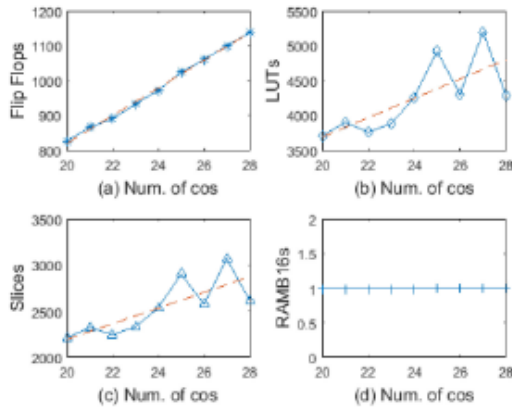 1200
1100
1000
900
800
Flip Flops
20 22 24 26 28
(a) Num. of cos
5500
5000
4500
4000
3500
LUTs
20 22 24 26 28
(b) Num. of cos
3500
3000
2500
2000
Slices
20 22 24 26 28
(c) Num. of cos
2
1.5
1
0.5
0
RAMB16s
20 22 24 26 28
(d) Num. of cos